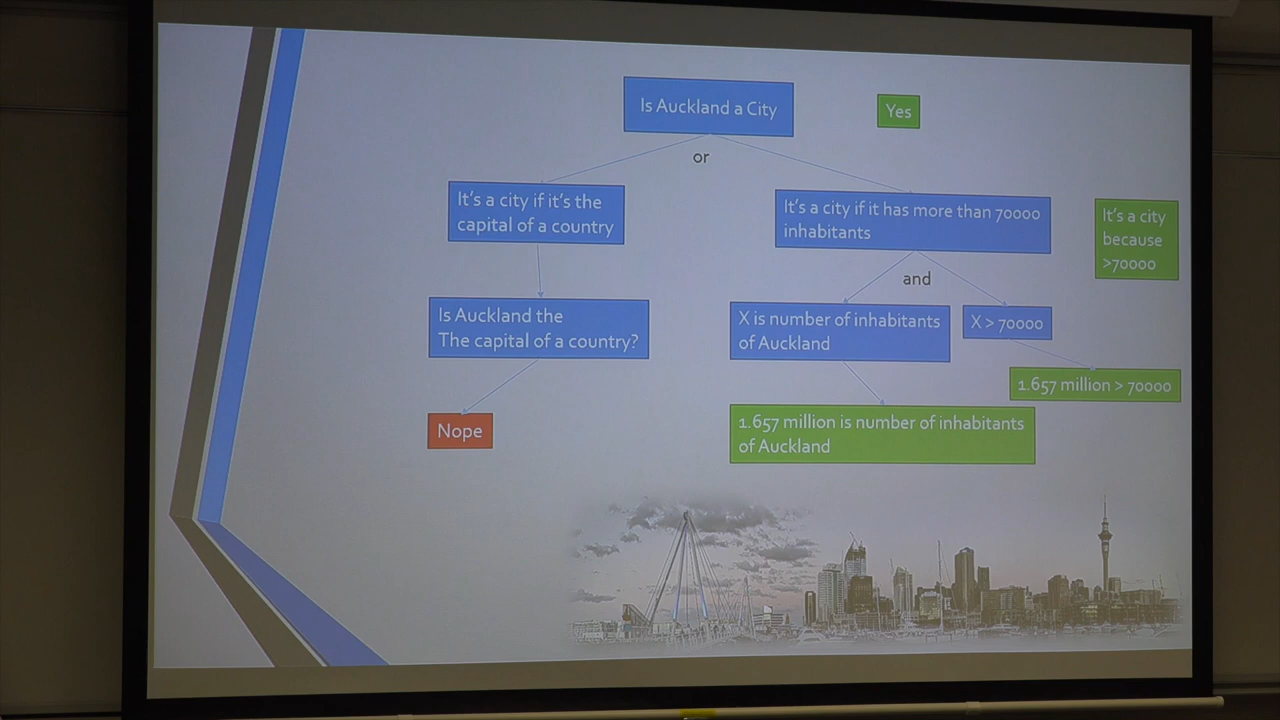 Is Auckland a City
Yes
or
It's a city if it's the
capital of a country
It's a city if it has more than 70000
inhabitants
It's a city
because
>70000
and
Is Auckland the
The capital of a country?
X is number of inhabitants
of Auckland
X > 70000
1.657 million > 70000
Nope
1.657 million is number of inhabitants
of Auckland